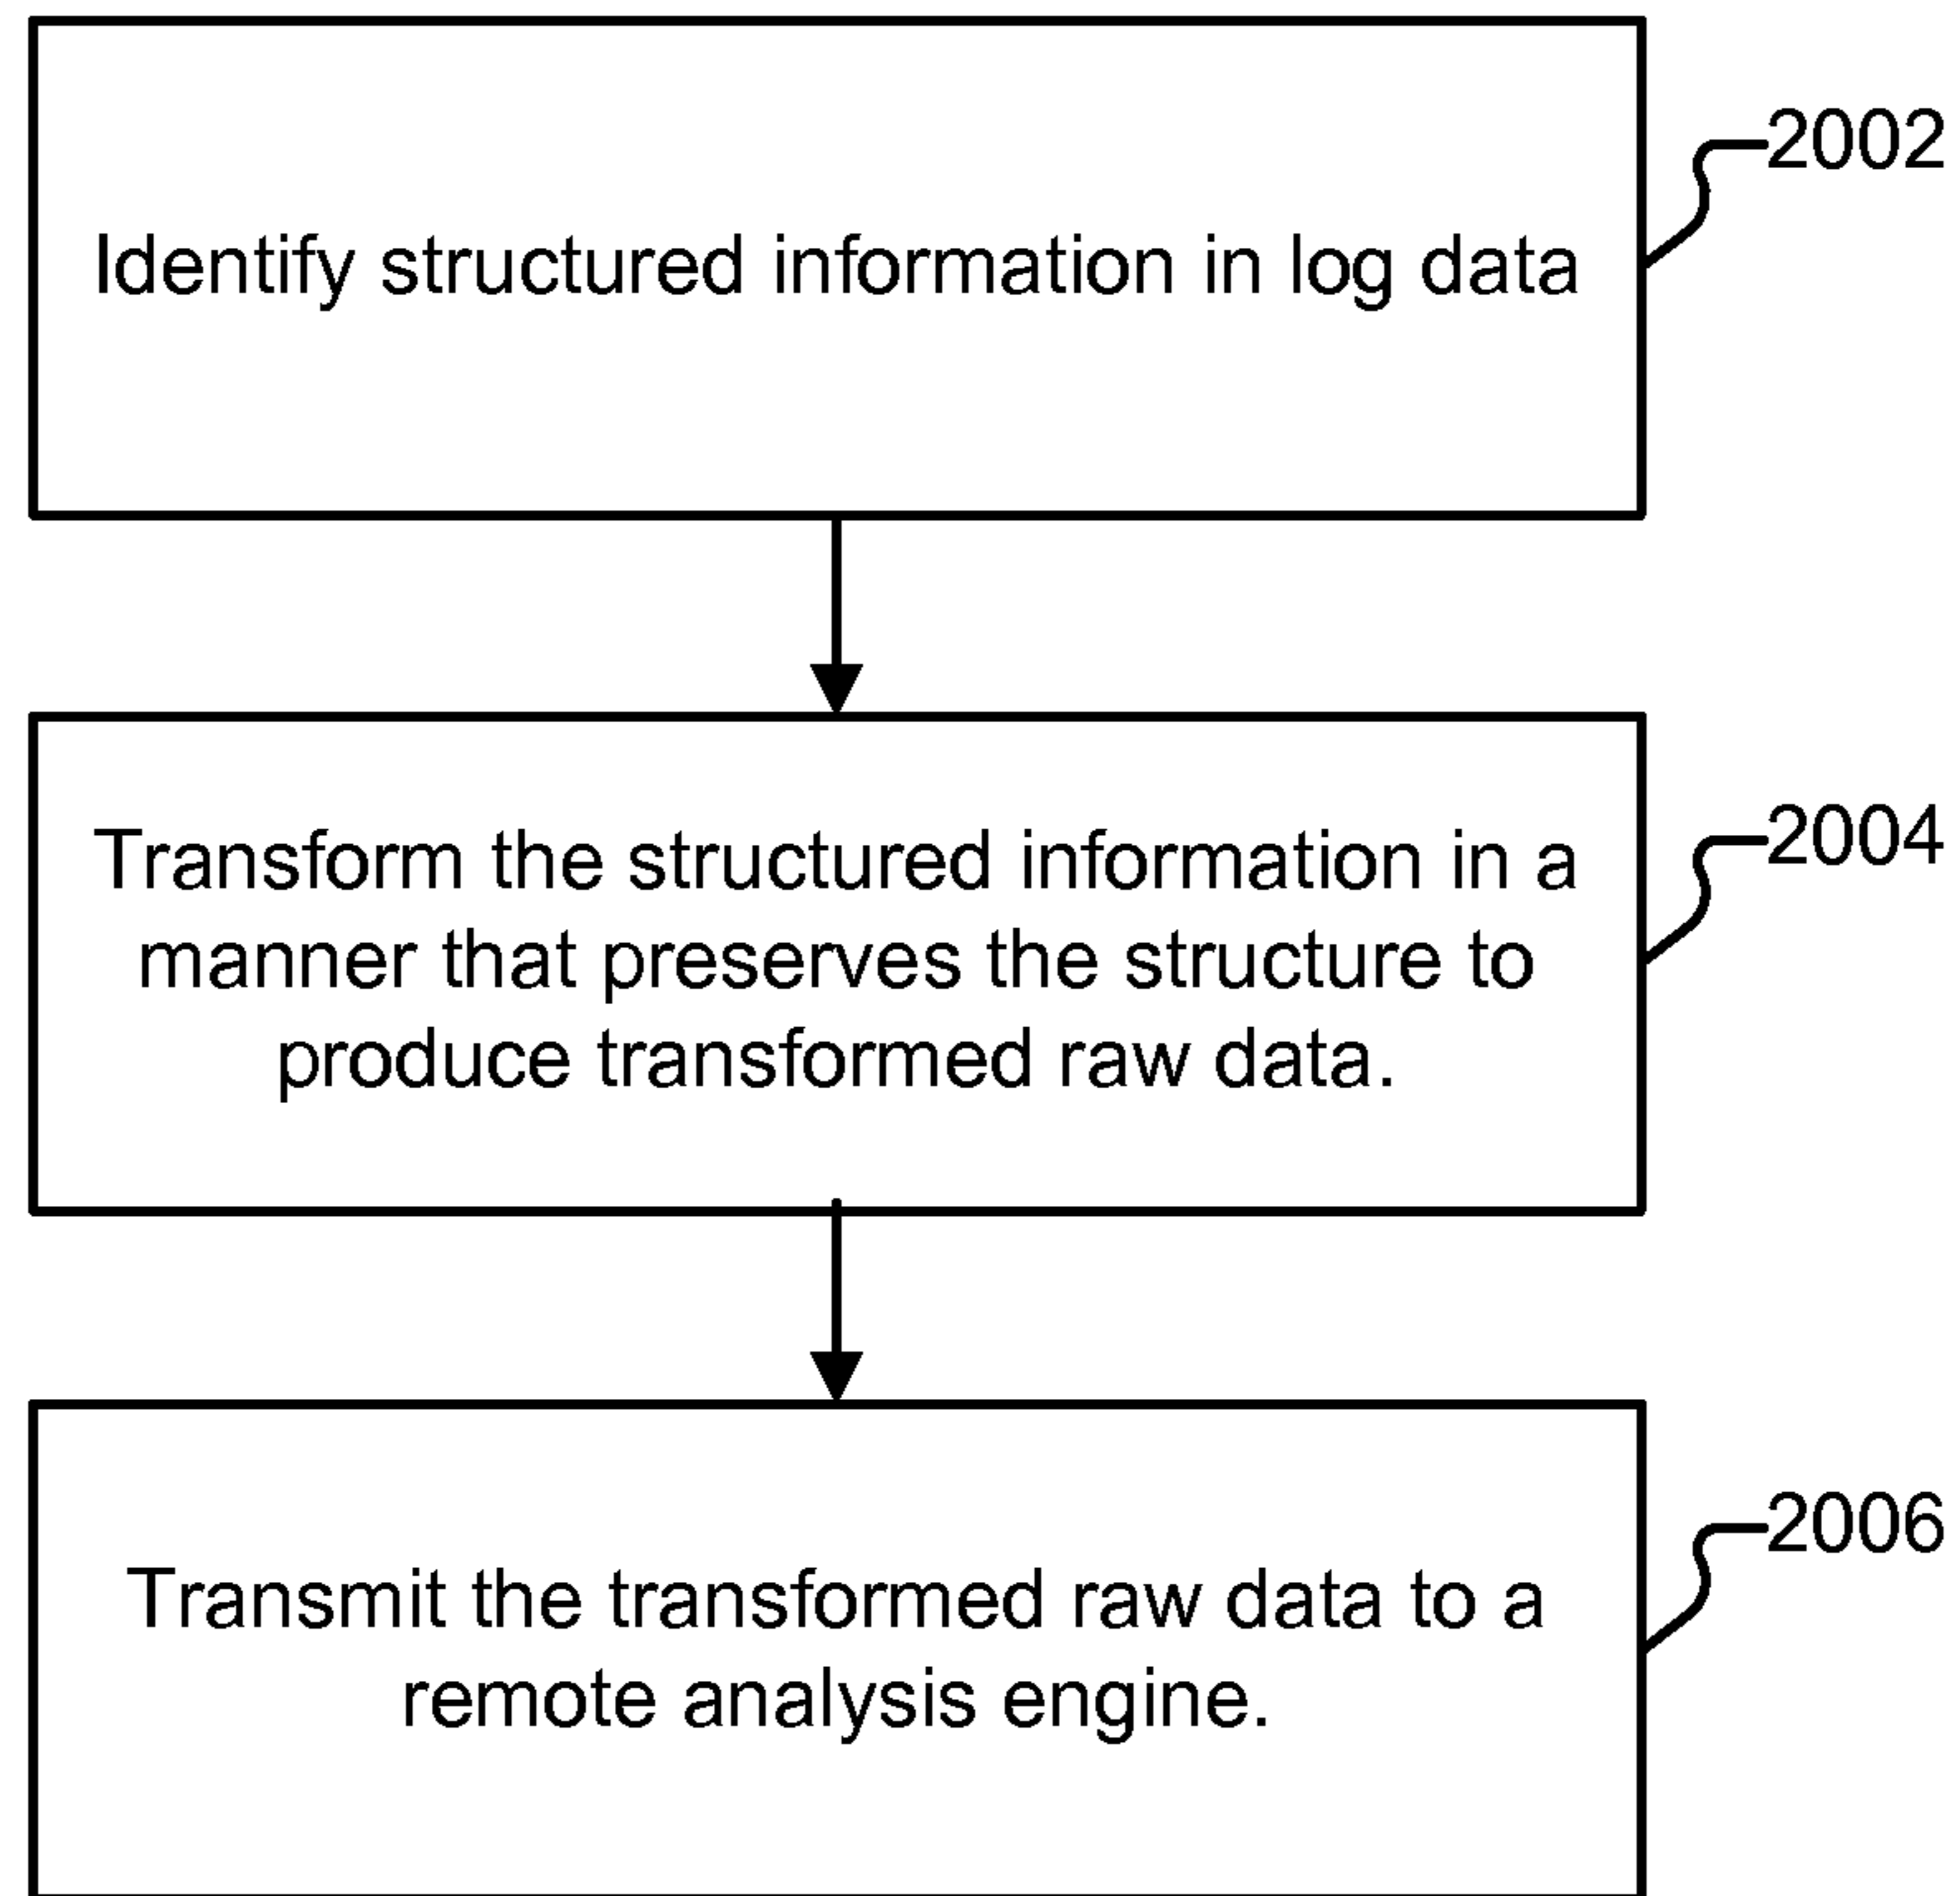 Identify structured information in log data
2002
Transform the structured information in a
manner that preserves the structure to
produce transformed raw data.
2004
Transmit the transformed raw data to a
remote analysis engine.
2006